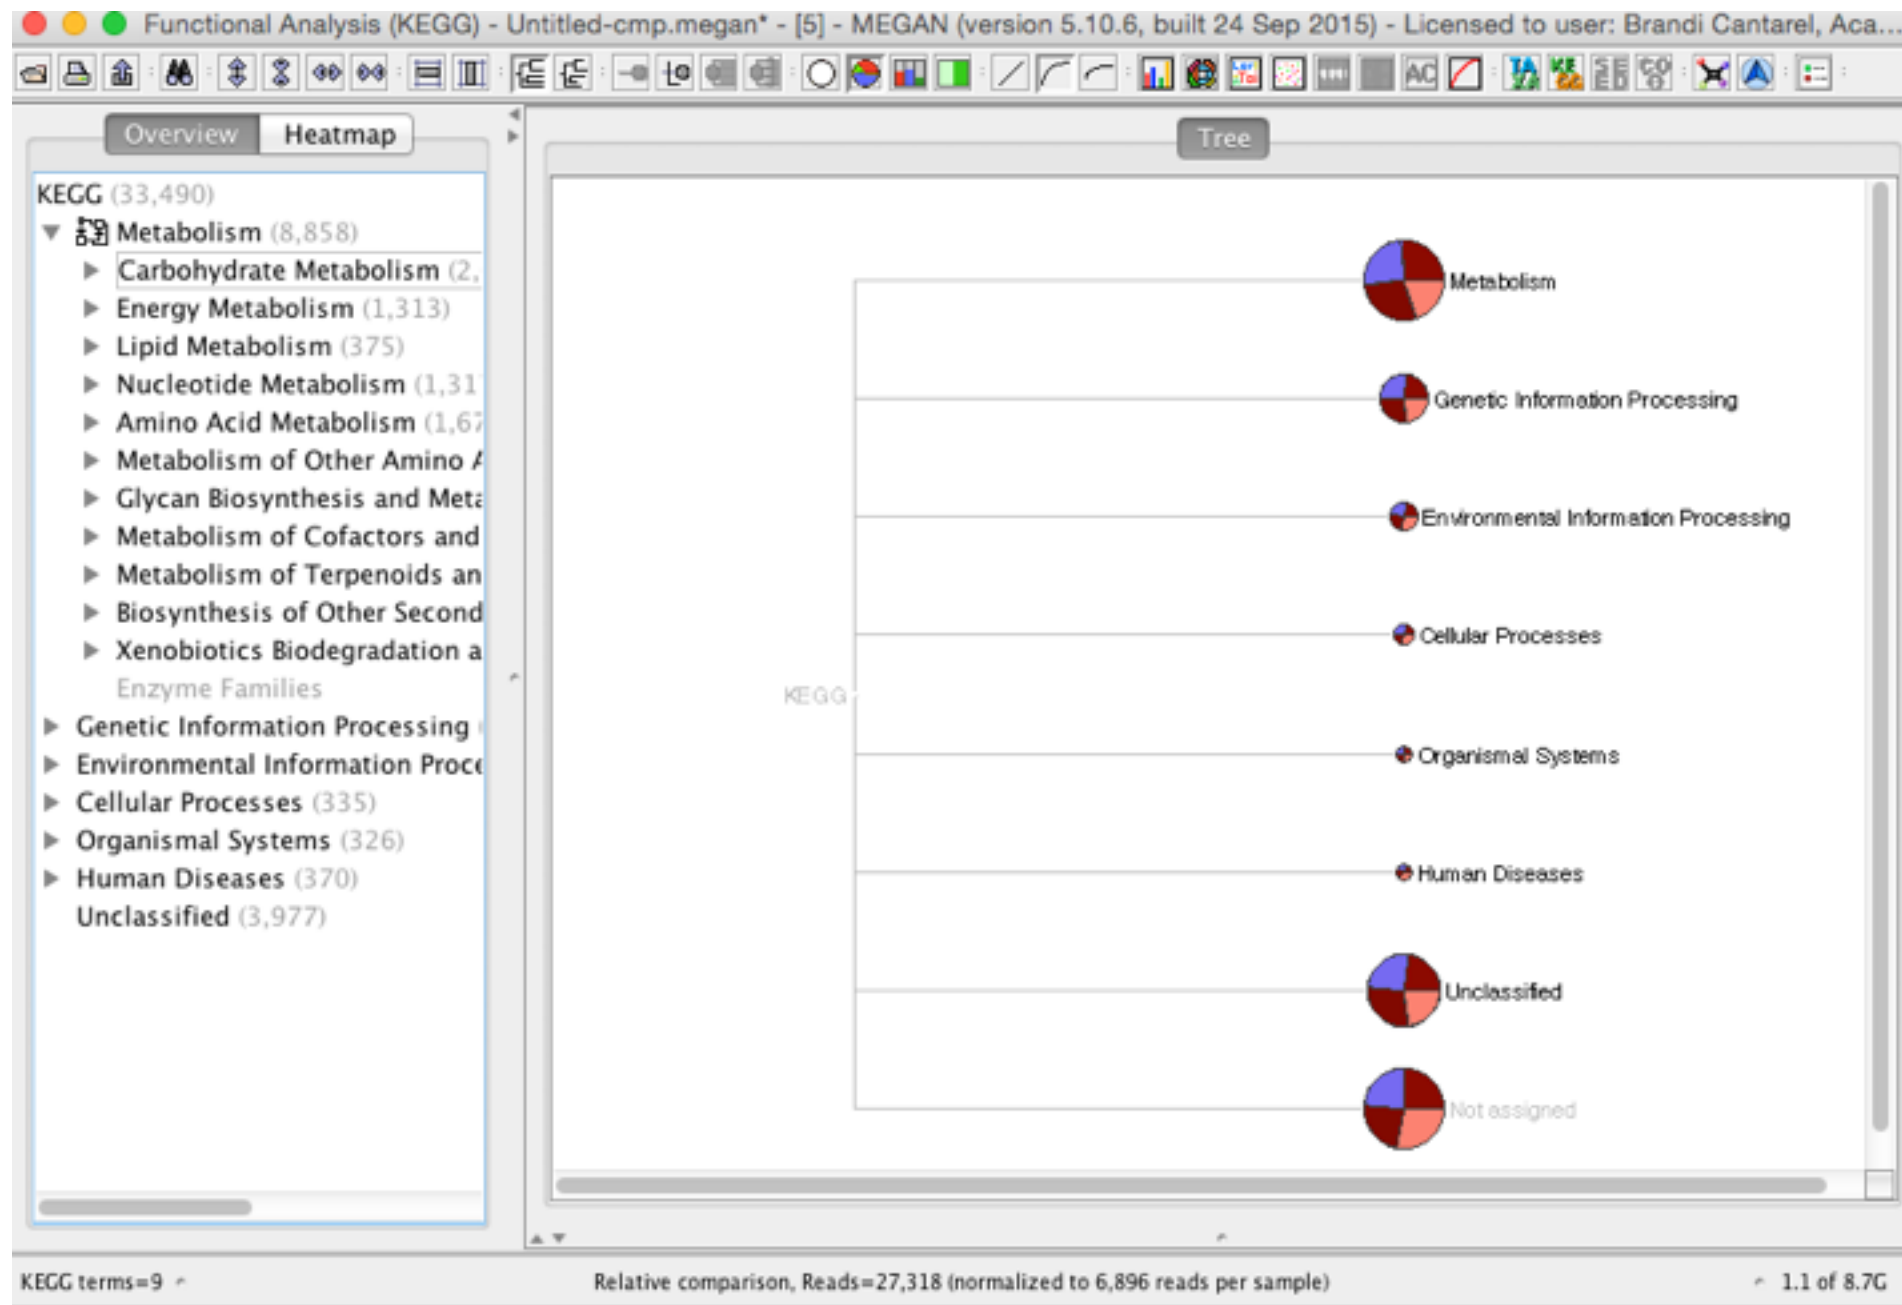 Functional Analysis (KEGG) - Untitled-cmp.megan* - [5] - MEGAN (version 5.10.6, built 24 Sep 2015) - Licensed to user: Brandi Cantarel, Aca...
AC
Overview
Heatmap
KEGG (33,490)
Metabolism (8,858)
Carbohydrate Metabolism (2,
Energy Metabolism (1,313)
Lipid Metabolism (375)
Nucleotide Metabolism (1,31
Amino Acid Metabolism (1,67
Metabolism of Other Amino A
Glycan Biosynthesis and Meta
Metabolism of Cofactors and
Metabolism of Terpenoids an
Biosynthesis of Other Second
Xenobiotics Biodegradation a
Enzyme Families
Genetic Information Processing
Environmental Information Proce
Cellular Processes (335)
Organismal Systems (326)
Human Diseases (370)
Unclassified (3,977)
Tree
Metabolism
Genetic Information Processing
Environmental Information Processing
Cellular Processes
KEGG
Organismal Systems
Human Diseases
Unclassified
Not assigned
KEGG terms=9
Relative comparison, Reads=27,318 (normalized to 6,896 reads per sample)
1.1 of 8.7G